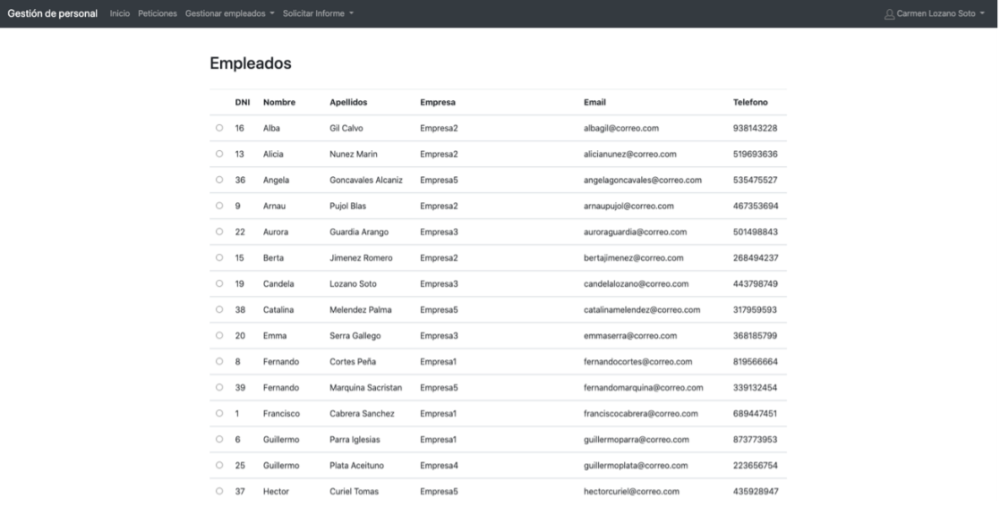 Gestión de personal Inicio Peticiones Gestionar empleados Solicitar Informe Carmen Lozano Soto
Empleados
DNI Nombre Apellidos Empresa Email Telefono
16 Alba Gil Calvo Empresa2 albagil@correo.com 938143228
13 Alicia Nunez Marin Empresa2 alicianunez@correo.com 519693636
36 Angela Goncavales Alcaniz Empresa5 angelagoncavales@correo.com 535475527
9 Arnau Pujol Blas Empresa2 arnaupujol@correo.com 467353694
22 Aurora Guardia Arango Empresa3 auroraguardia@correo.com 501498843
15 Berta Jimenez Romero Empresa2 bertajimenez@correo.com 268494237
19 Candela Lozano Soto Empresa3 candelalozano@correo.com 443798749
38 Catalina Melendez Palma Empresa5 catalinamelendez@correo.com 317959593
20 Emma Serra Gallego Empresa3 emmaserra@correo.com 368185799
8 Fernando Cortes Peña Empresa1 fernandocortes@correo.com 819566664
39 Fernando Marquina Sacristan Empresa5 fernandomarquina@correo.com 339132454
1 Francisco Cabrera Sanchez Empresa1 franciscocabrera@correo.com 689447451
6 Guillermo Parra Iglesias Empresa1 guillermoparra@correo.com 873773953
25 Guillermo Plata Aceituno Empresa4 guillermoplata@correo.com 223656754
37 Hector Curiel Tomas Empresa5 hectorcuriel@correo.com 435928947